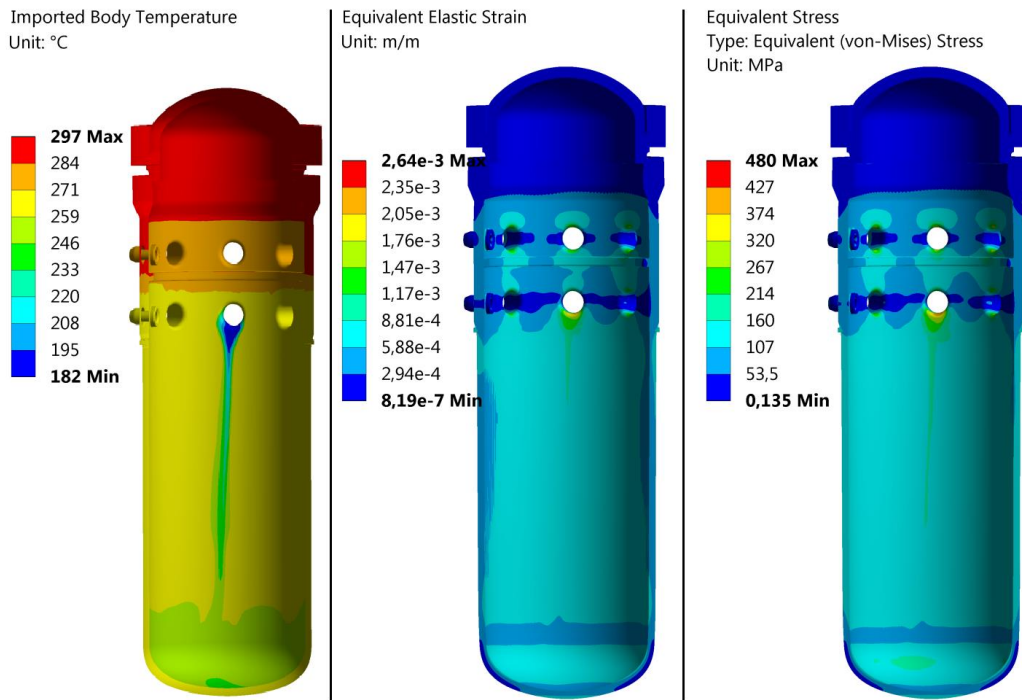 Imported Body Temperature
Unit: °C
297 Max
284
271
259
246
233
220
208
195
182 Min
Equivalent Elastic Strain
Unit: m/m
2,64e-3 Max
2,35e-3
2,05e-3
1,76e-3
1,47e-3
1,17e-3
8,81e-4
5,88e-4
2,94e-4
8,19e-7 Min
Equivalent Stress
Type: Equivalent (von-Mises) Stress
Unit: MPa
480 Max
427
374
320
267
214
160
107
53,5
0,135 Min